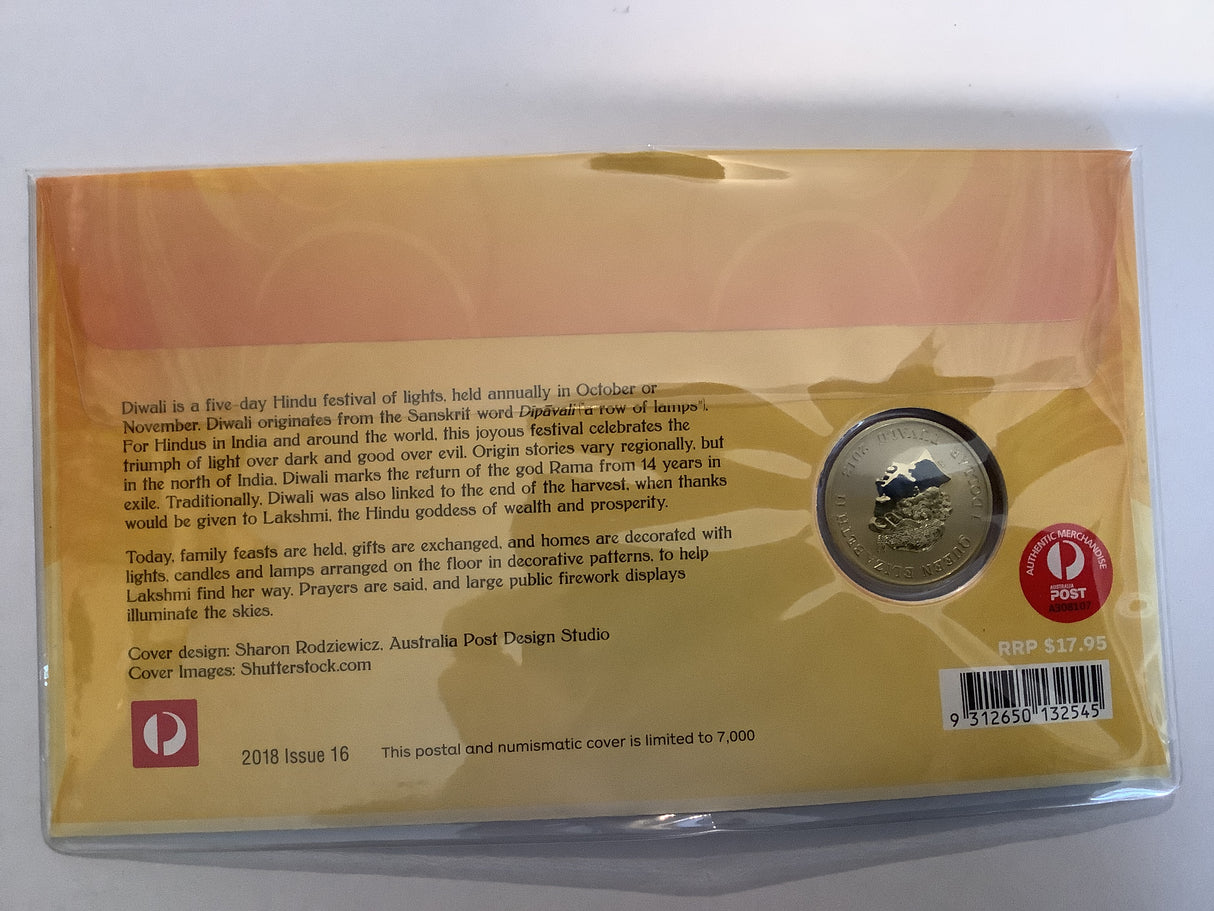 Diwali is a five-day Hindu festival of lights, held annually in October or
November. Diwali originates from the Sanskrit word Dipāvali ("a row of lamps").
For Hindus in India and around the world, this joyous festival celebrates the
triumph of light over dark and good over evil. Origin stories vary regionally, but
in the north of India, Diwali marks the return of the god Rama from 14 years in
exile. Traditionally, Diwali was also linked to the end of the harvest, when thanks
would be given to Lakshmi, the Hindu goddess of wealth and prosperity.
Today, family feasts are held, gifts are exchanged, and homes are decorated with
lights, candles and lamps arranged on the floor in decorative patterns, to help
Lakshmi find her way. Prayers are said, and large public firework displays
illuminate the skies.
Cover design: Sharon Rodziewicz, Australia Post Design Studio
Cover Images: Shutterstock.com
2018 Issue 16
This postal and numismatic cover is limited to 7,000
1 DOLLAR
QUEEN ELIZ
AUTHENTIC MERCHANDISE
AUSTRALIA
POST
A308107
RRP $17.95
9 312650 132545